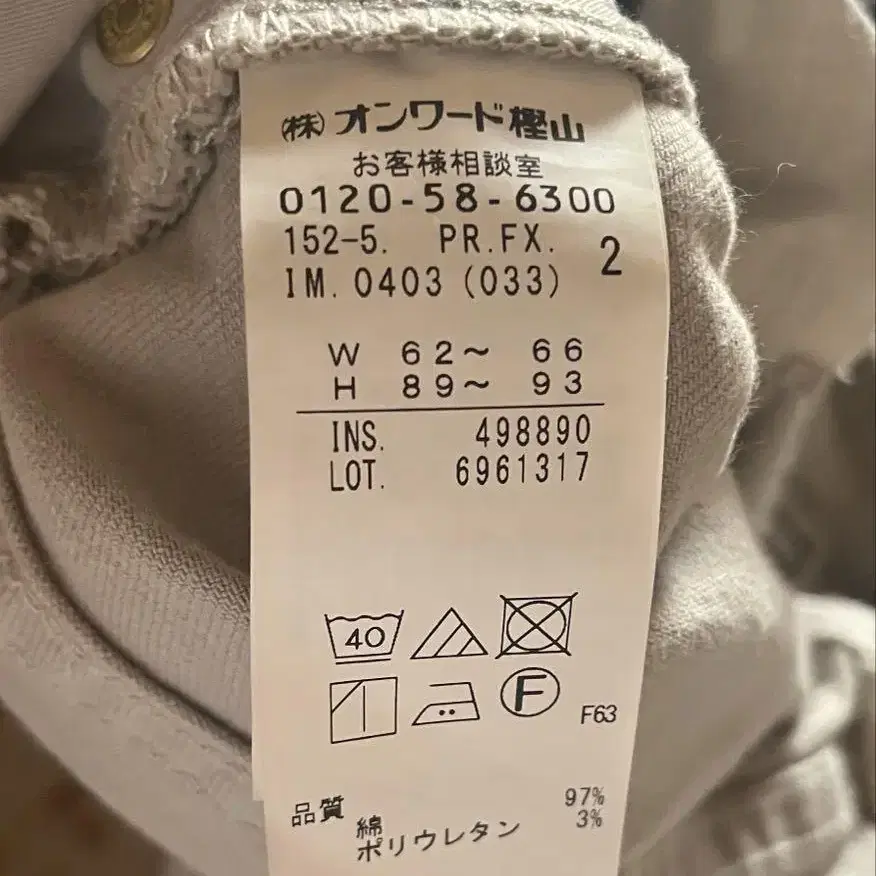 ㈱オンワード樫山
お客様相談室
0120-58-6300
152-5. PR.FX. 2
IM.0403(033)
W 62~ 66
H 89~ 93
INS. 498890
LOT. 6961317
40
F
F63
品質
綿 97%
ポリウレタン 3%